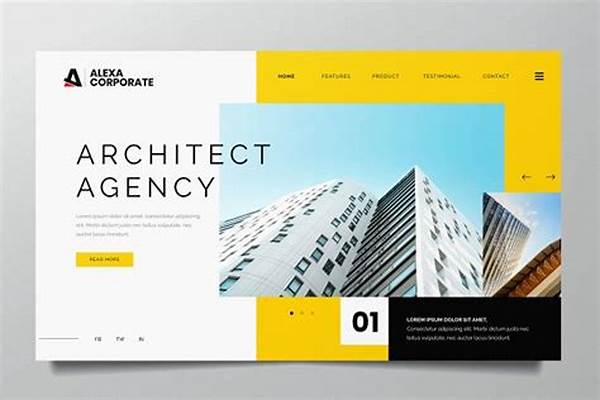 ALEXA
CORPORATE
HOME FEATURES PRODUCT TESTIMONIAL CONTACT
ARCHITECT
AGENCY
Lorem ipsum dolor sit amet, consectetur adipiscing
elit. Morbi dictum justo nec tellus volutpat, nec
auctor lacus tincidunt.
READ MORE
01
LOREM IPSUM DOLOR SIT AMET,
Consectetur adipiscing elit. Morbi dictum justo nec
tellus volutpat, nec auctor lacus tincidunt.
FB TW IN